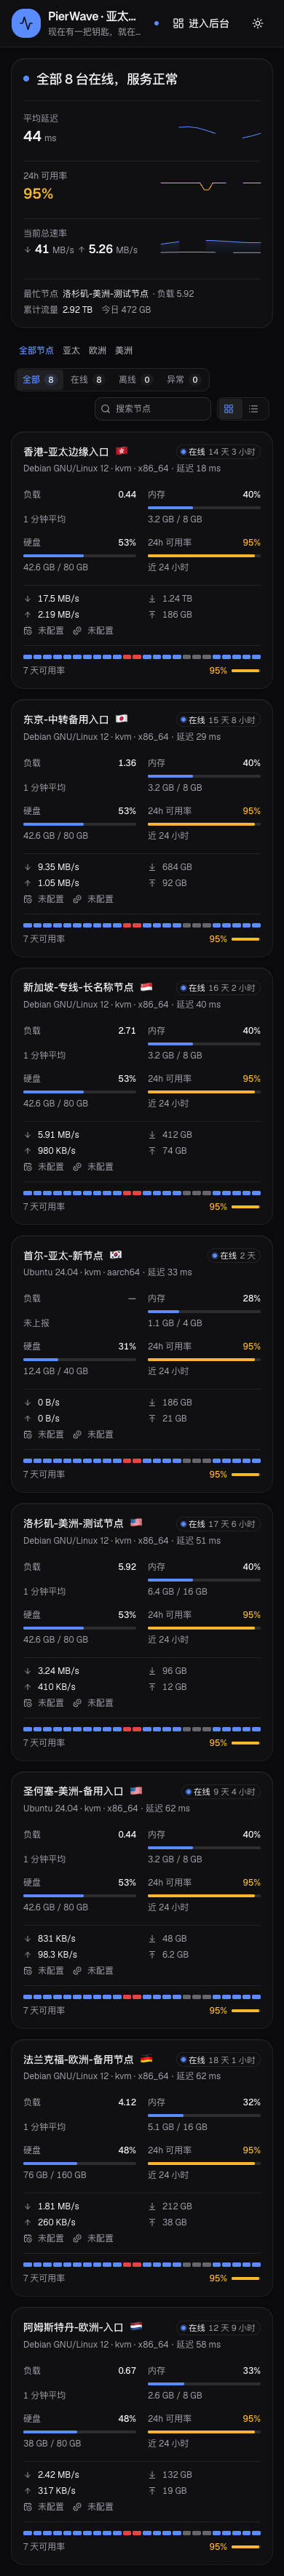 PierWave · 亚太...
现在有一把钥匙，就在...
进入后台
全部 8 台在线，服务正常
平均延迟
44 ms
24h 可用率
95%
当前总速率
↓ 41 MB/s ↑ 5.26 MB/s
最忙节点 洛杉矶-美洲-测试节点 · 负载 5.92
累计流量 2.92 TB 今日 472 GB
全部节点 亚太 欧洲 美洲
全部 8 在线 8 离线 0 异常 0
搜索节点
香港-亚太边缘入口 在线 14 天 3 小时
Debian GNU/Linux 12 · kvm · x86_64 · 延迟 18 ms
负载 0.44 内存 40%
1 分钟平均 3.2 GB / 8 GB
硬盘 53% 24h 可用率 95%
42.6 GB / 80 GB 近 24 小时
↓ 17.5 MB/s 1.24 TB
↑ 2.19 MB/s 186 GB
未配置 未配置
7 天可用率 95%
东京-中转备用入口 在线 15 天 8 小时
Debian GNU/Linux 12 · kvm · x86_64 · 延迟 29 ms
负载 1.36 内存 40%
1 分钟平均 3.2 GB / 8 GB
硬盘 53% 24h 可用率 95%
42.6 GB / 80 GB 近 24 小时
↓ 9.35 MB/s 684 GB
↑ 1.05 MB/s 92 GB
未配置 未配置
7 天可用率 95%
新加坡-专线-长名称节点 在线 16 天 2 小时
Debian GNU/Linux 12 · kvm · x86_64 · 延迟 40 ms
负载 2.71 内存 40%
1 分钟平均 3.2 GB / 8 GB
硬盘 53% 24h 可用率 95%
42.6 GB / 80 GB 近 24 小时
↓ 5.91 MB/s 412 GB
↑ 980 KB/s 74 GB
未配置 未配置
7 天可用率 95%
首尔-亚太-新节点 在线 2 天
Ubuntu 24.04 · kvm · aarch64 · 延迟 33 ms
负载 — 内存 28%
未上报 1.1 GB / 4 GB
硬盘 31% 24h 可用率 95%
12.4 GB / 40 GB 近 24 小时
↓ 0 B/s 186 GB
↑ 0 B/s 21 GB
未配置 未配置
7 天可用率 95%
洛杉矶-美洲-测试节点 在线 17 天 6 小时
Debian GNU/Linux 12 · kvm · x86_64 · 延迟 51 ms
负载 5.92 内存 40%
1 分钟平均 6.4 GB / 16 GB
硬盘 53% 24h 可用率 95%
42.6 GB / 80 GB 近 24 小时
↓ 3.24 MB/s 96 GB
↑ 410 KB/s 12 GB
未配置 未配置
7 天可用率 95%
圣何塞-美洲-备用入口 在线 9 天 4 小时
Ubuntu 24.04 · kvm · x86_64 · 延迟 62 ms
负载 0.44 内存 40%
1 分钟平均 3.2 GB / 8 GB
硬盘 53% 24h 可用率 95%
42.6 GB / 80 GB 近 24 小时
↓ 831 KB/s 48 GB
↑ 98.3 KB/s 6.2 GB
未配置 未配置
7 天可用率 95%
法兰克福-欧洲-备用节点 在线 18 天 1 小时
Debian GNU/Linux 12 · kvm · x86_64 · 延迟 62 ms
负载 4.12 内存 32%
1 分钟平均 5.1 GB / 16 GB
硬盘 48% 24h 可用率 95%
76 GB / 160 GB 近 24 小时
↓ 1.81 MB/s 212 GB
↑ 260 KB/s 38 GB
未配置 未配置
7 天可用率 95%
阿姆斯特丹-欧洲-入口 在线 12 天 9 小时
Debian GNU/Linux 12 · kvm · x86_64 · 延迟 58 ms
负载 0.67 内存 33%
1 分钟平均 2.6 GB / 8 GB
硬盘 48% 24h 可用率 95%
38 GB / 80 GB 近 24 小时
↓ 2.42 MB/s 132 GB
↑ 317 KB/s 19 GB
未配置 未配置
7 天可用率 95%